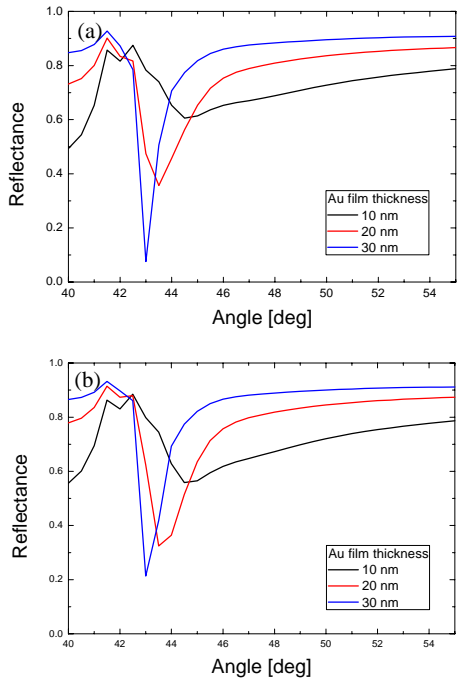 (a)
1.0
0.8
0.6
0.4
0.2
0.0
Reflectance
Au film thickness
10 nm
20 nm
30 nm
40 42 44 46 48 50 52 54
Angle [deg]
(b)
1.0
0.8
0.6
0.4
0.2
0.0
Reflectance
Au film thickness
10 nm
20 nm
30 nm
40 42 44 46 48 50 52 54
Angle [deg]